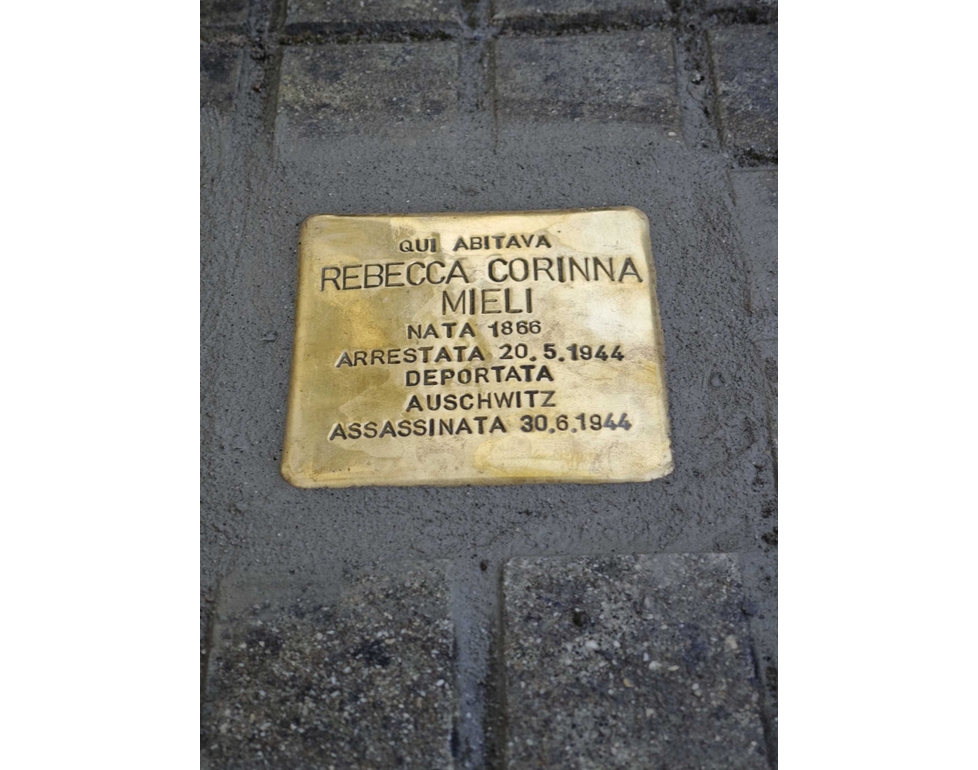 QUI ABITAVA
REBECCA CORINNA
MIELI
NATA 1866
ARRESTATA 20.5.1944
DEPORTATA
AUSCHWITZ
ASSASSINATA 30.6.1944